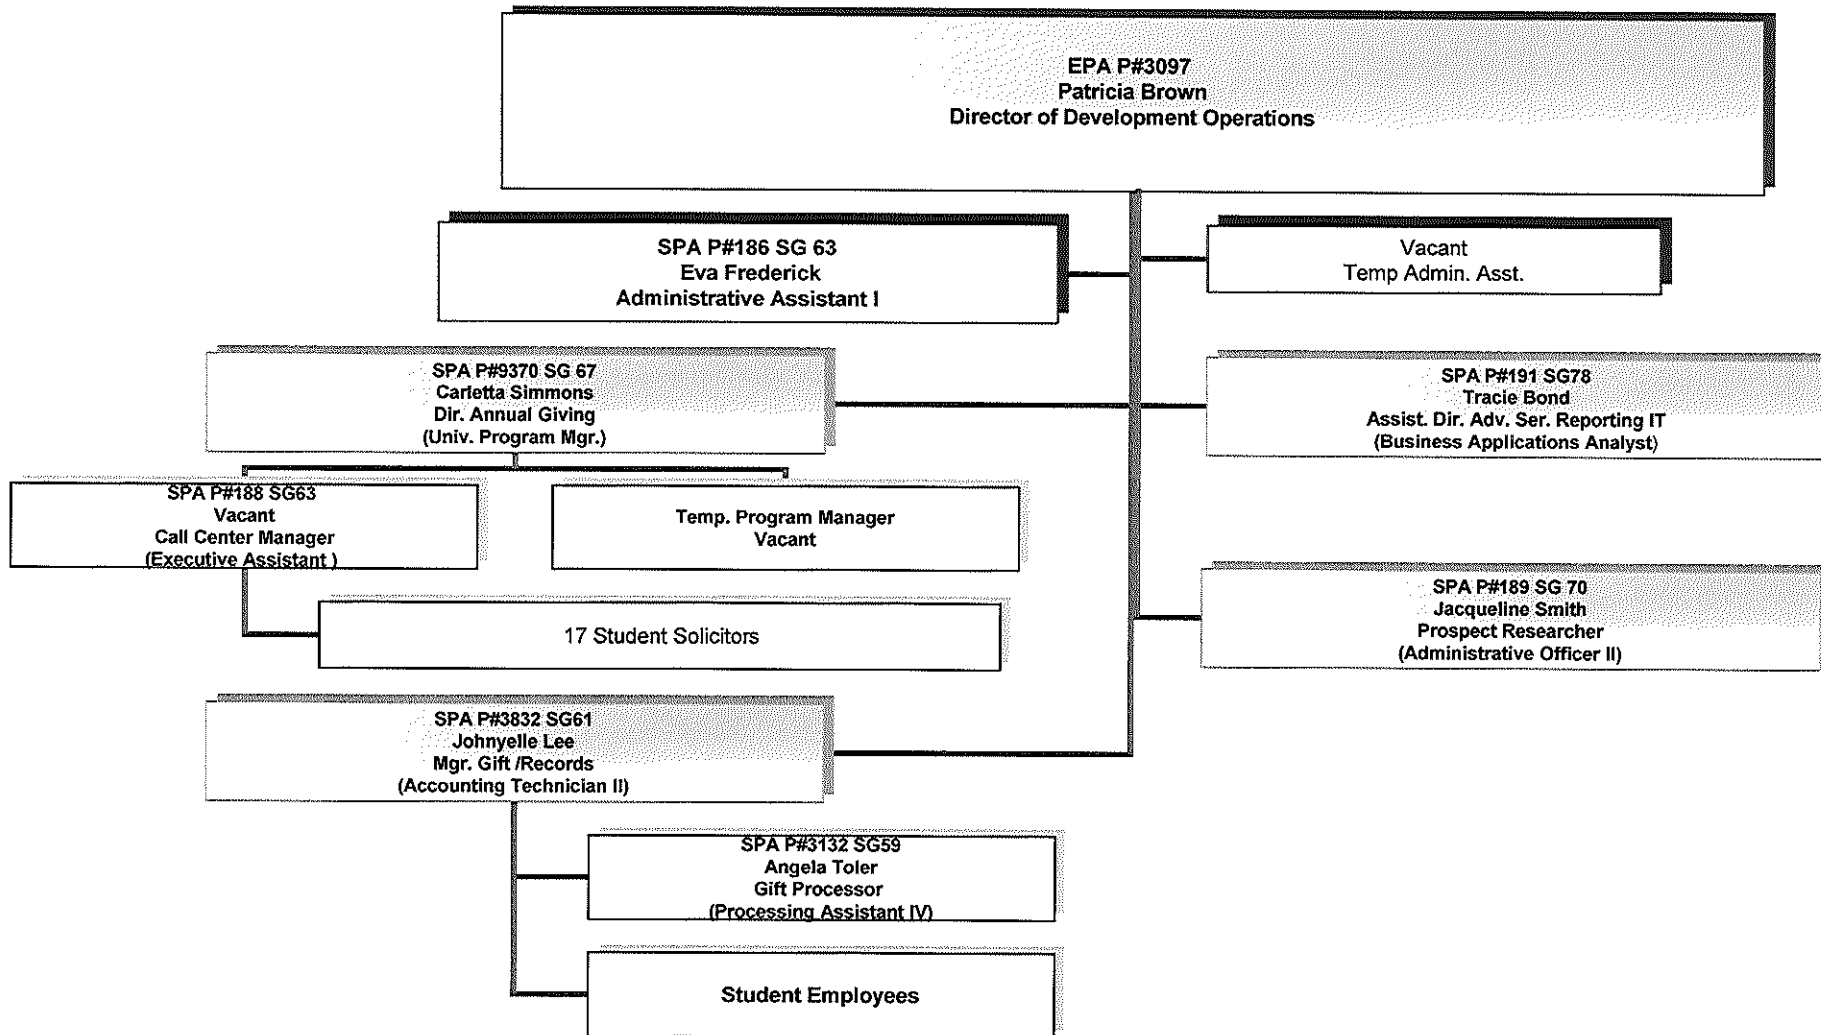 EPA P#3097
Patricia Brown
Director of Development Operations
SPA P#186 SG 63
Eva Frederick
Administrative Assistant I
Vacant
Temp Admin. Asst.
SPA P#9370 SG 67
Carletta Simmons
Dir. Annual Giving
(Univ. Program Mgr.)
SPA P#191 SG78
Tracie Bond
Assist. Dir. Adv. Ser. Reporting IT
(Business Applications Analyst)
SPA P#188 SG63
Vacant
Call Center Manager
(Executive Assistant )
Temp. Program Manager
Vacant
17 Student Solicitors
SPA P#189 SG 70
Jacqueline Smith
Prospect Researcher
(Administrative Officer II)
SPA P#3832 SG61
Johnyelle Lee
Mgr. Gift /Records
(Accounting Technician II)
SPA P#3132 SG59
Angela Toler
Gift Processor
(Processing Assistant IV)
Student Employees